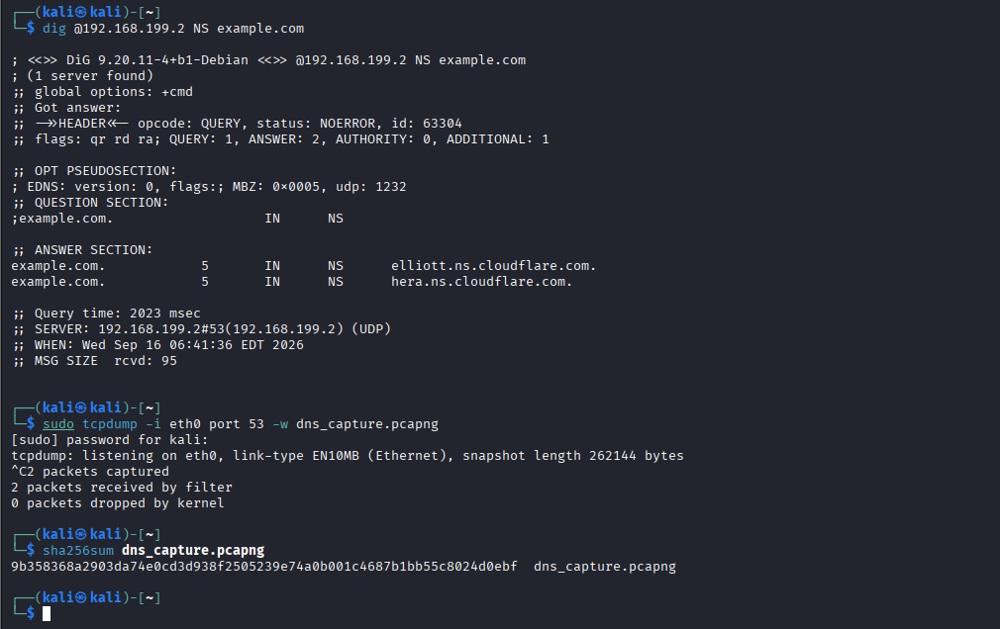 ┌──(kali㉿kali)-[~]
└─$ dig @192.168.199.2 NS example.com

; <<>> DiG 9.20.11-4+b1-Debian <<>> @192.168.199.2 NS example.com
; (1 server found)
;; global options: +cmd
;; Got answer:
;; ->>HEADER<<- opcode: QUERY, status: NOERROR, id: 63304
;; flags: qr rd ra; QUERY: 1, ANSWER: 2, AUTHORITY: 0, ADDITIONAL: 1

;; OPT PSEUDOSECTION:
; EDNS: version: 0, flags:; MBZ: 0x0005, udp: 1232
;; QUESTION SECTION:
;example.com.                   IN      NS

;; ANSWER SECTION:
example.com.            5       IN      NS      elliott.ns.cloudflare.com.
example.com.            5       IN      NS      hera.ns.cloudflare.com.

;; Query time: 2023 msec
;; SERVER: 192.168.199.2#53(192.168.199.2) (UDP)
;; WHEN: Wed Sep 16 06:41:36 EDT 2026
;; MSG SIZE  rcvd: 95

┌──(kali㉿kali)-[~]
└─$ sudo tcpdump -i eth0 port 53 -w dns_capture.pcapng
[sudo] password for kali:
tcpdump: listening on eth0, link-type EN10MB (Ethernet), snapshot length 262144 bytes
^C2 packets captured
2 packets received by filter
0 packets dropped by kernel

┌──(kali㉿kali)-[~]
└─$ sha256sum dns_capture.pcapng
9b358368a2903da74e0cd3d938f2505239e74a0b001c4687b1bb55c8024d0ebf  dns_capture.pcapng

┌──(kali㉿kali)-[~]
└─$